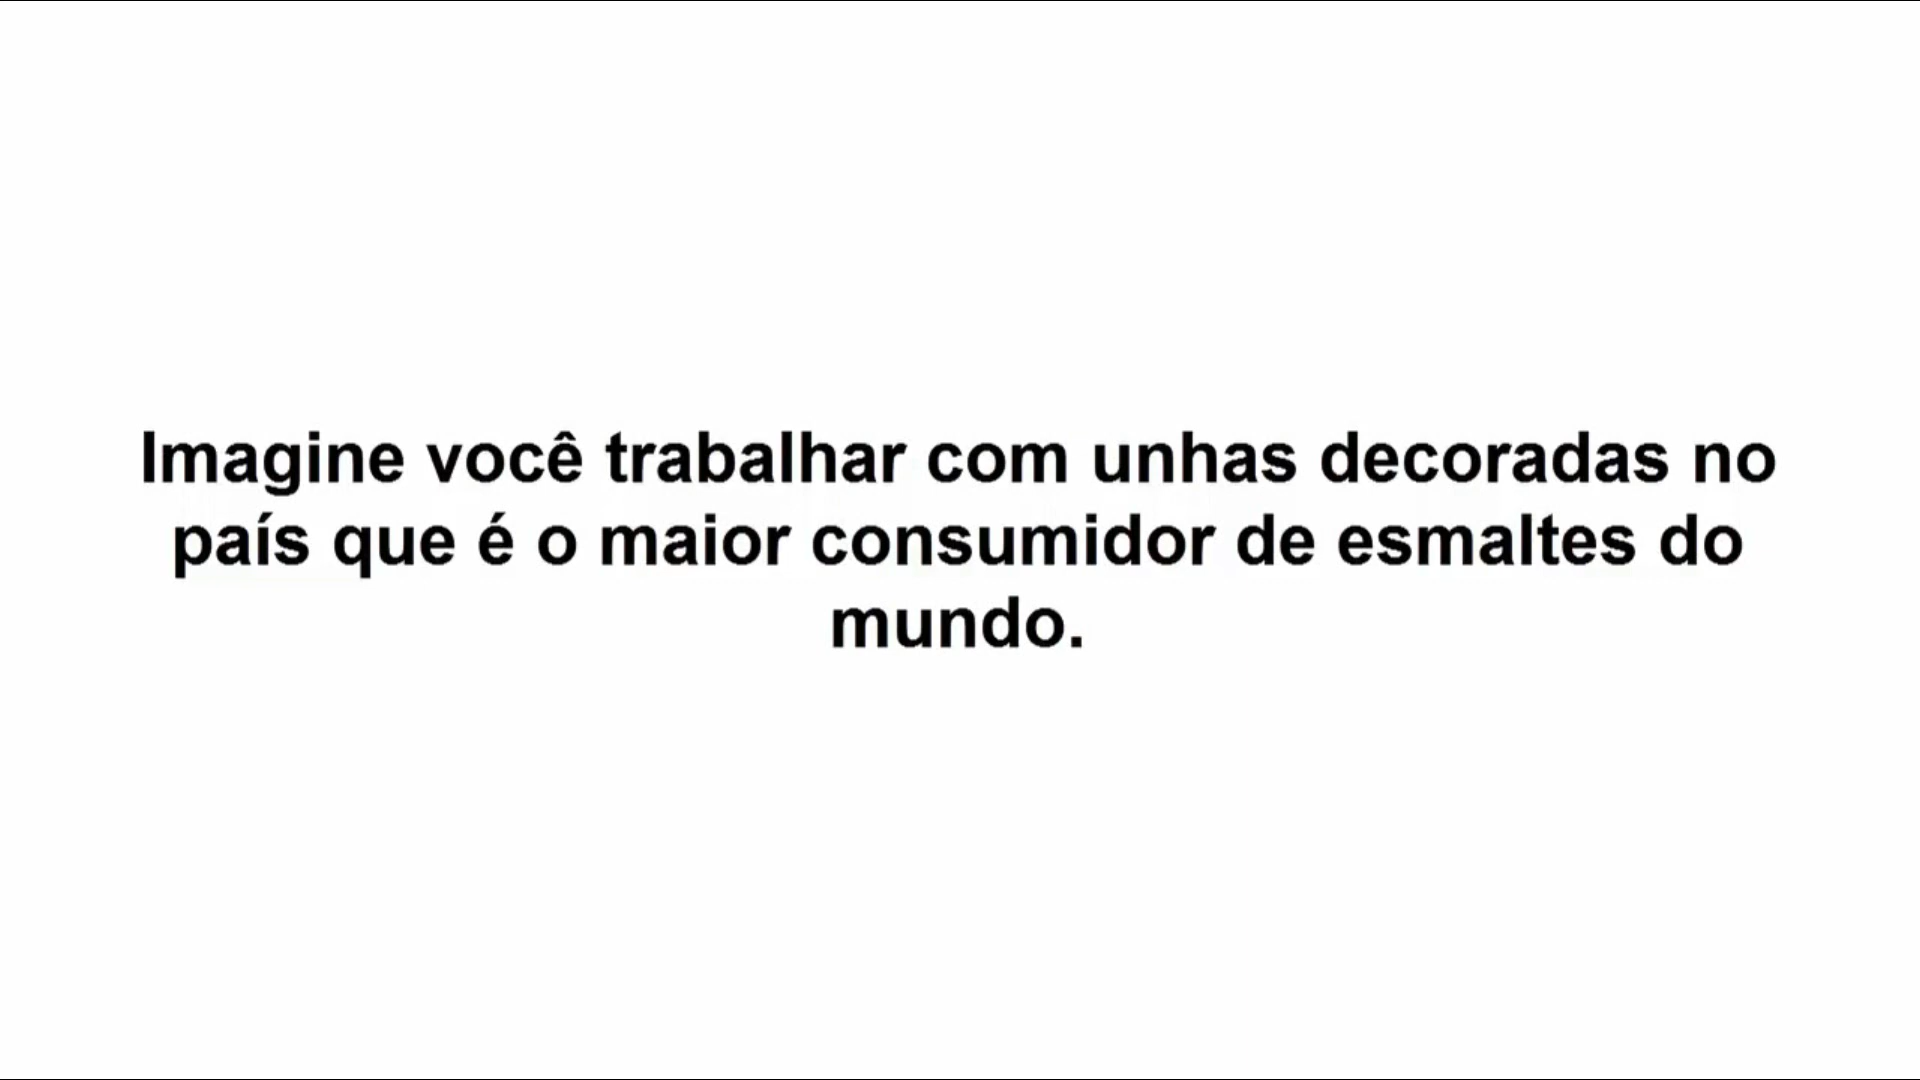 Imagine você trabalhar com unhas decoradas no
país que é o maior consumidor de esmaltes do
mundo.